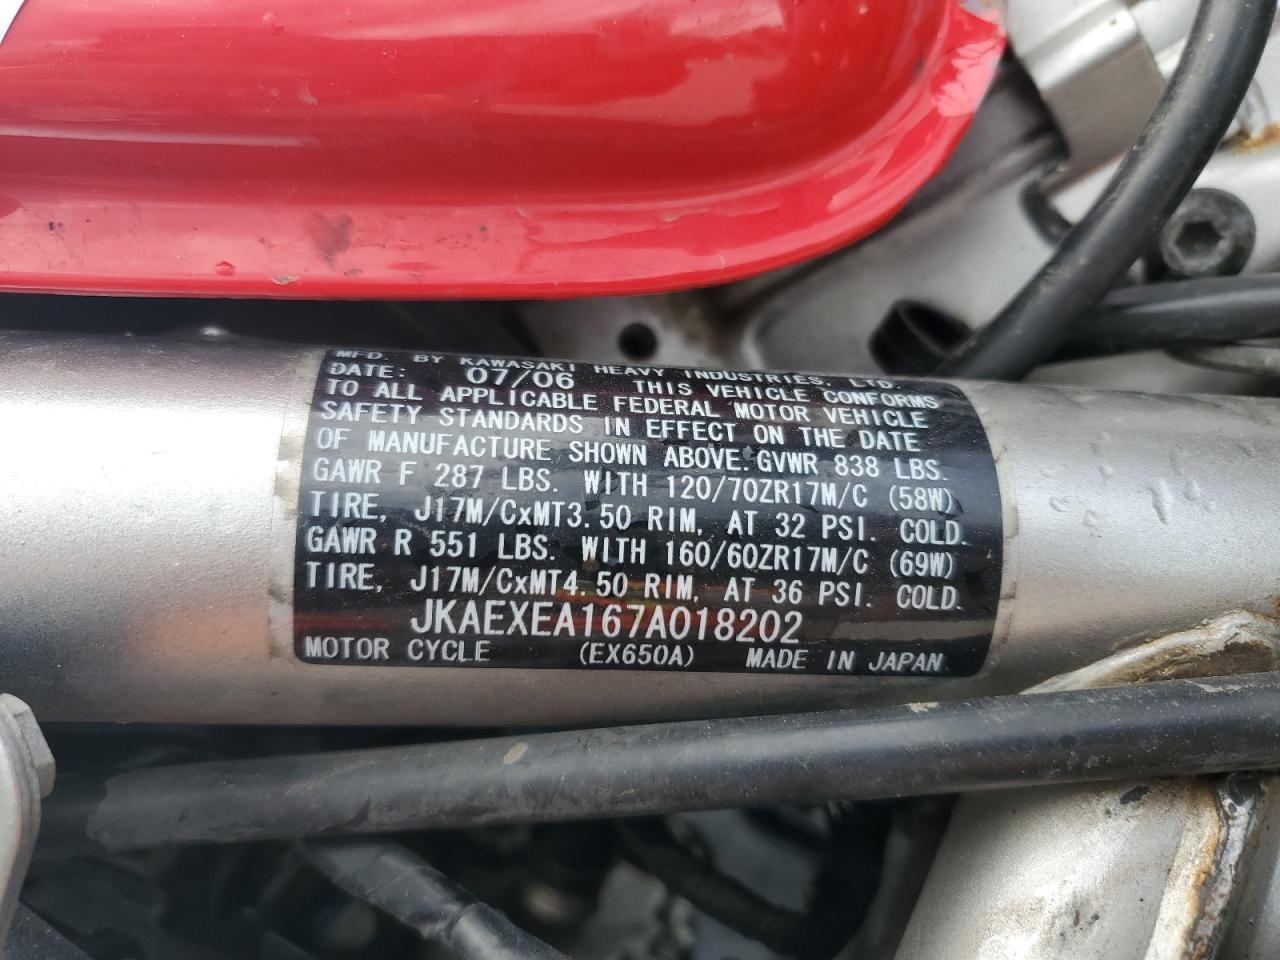 MFD. BY KAWASAKI HEAVY INDUSTRIES, LTD.
DATE: 07/06 THIS VEHICLE CONFORMS
TO ALL APPLICABLE FEDERAL MOTOR VEHICLE
SAFETY STANDARDS IN EFFECT ON THE DATE
OF MANUFACTURE SHOWN ABOVE. GVWR 838 LBS.
GAWR F 287 LBS. WITH 120/70ZR17M/C (58W)
TIRE, J17M/CxMT3.50 RIM, AT 32 PSI. COLD.
GAWR R 551 LBS. WITH 160/60ZR17M/C (69W)
TIRE, J17M/CxMT4.50 RIM, AT 36 PSI. COLD.
JKAEXEA167A018202
MOTOR CYCLE (EX650A) MADE IN JAPAN